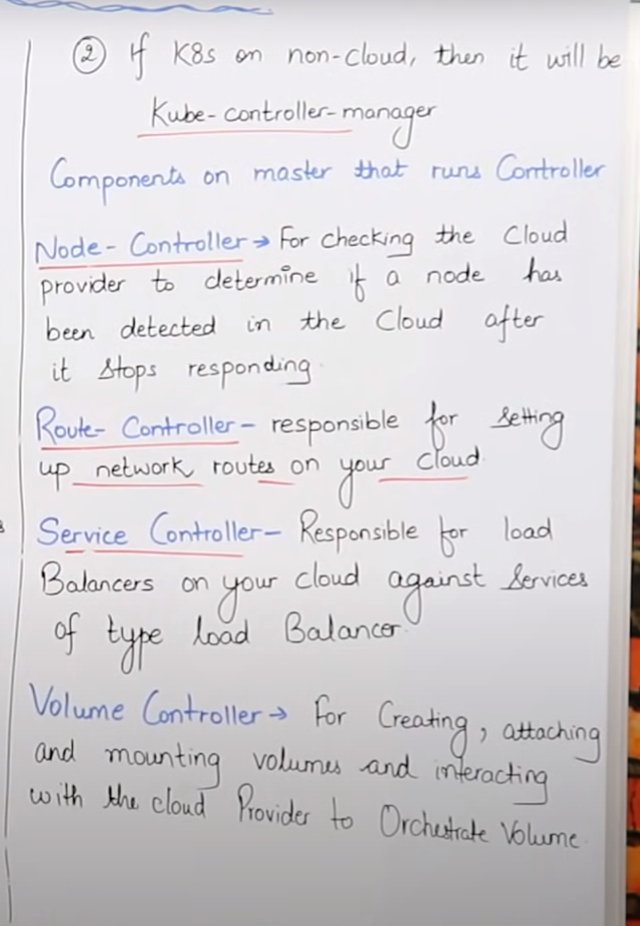 ② If K8s on non-cloud, then it will be
Kube-controller-manager
Components on master that runs Controller
Node-Controller → For checking the Cloud
provider to determine if a node has
been detected in the Cloud after
it stops responding.
Route-Controller - responsible for setting
up network routes on your cloud.
Service Controller - Responsible for load
Balancers on your cloud against services
of type load Balancer.
Volume Controller → For Creating, attaching
and mounting volumes and interacting
with the cloud Provider to Orchestrate Volume.